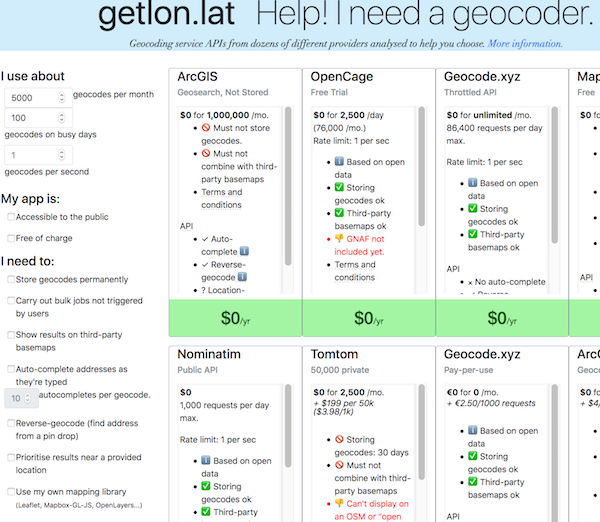 getlon.lat Help! I need a geocoder.
Geocoding service APIs from dozens of different providers analysed to help you choose. More information.
I use about
5000 geocodes per month
100
geocodes on busy days
1
geocodes per second
My app is:
Accessible to the public
Free of charge
I need to:
Store geocodes permanently
Carry out bulk jobs not triggered
by users
Show results on third-party
basemaps
Auto-complete addresses as
they're typed
10 autocompletes per geocode.
Reverse-geocode (find address
from a pin drop)
Prioritise results near a provided
location
Use my own mapping library
(Leaflet, Mapbox-GL-JS, OpenLayers...)
ArcGIS
Geosearch, Not Stored
$0 for 1,000,000 /mo.
🚫 Must not store
geocodes.
🚫 Must not
combine with third-
party basemaps
Terms and
conditions
API
✓ Auto-
complete ℹ️
✓ Reverse-
geocode ℹ️
? Location-
$0/yr
OpenCage
Free Trial
$0 for 2,500 /day
(76,000 /mo.)
Rate limit: 1 per sec
ℹ️ Based on open
data
✅ Storing
geocodes ok
✅ Third-party
basemaps ok
👎 GNAF not
included yet.
Terms and
conditions
$0/yr
Geocode.xyz
Throttled API
$0 for unlimited /mo.
86,400 requests per day
max.
Rate limit: 1 per sec
ℹ️ Based on open
data
✅ Storing
geocodes ok
✅ Third-party
basemaps ok
API
× No auto-complete
✓ Reverse-
$0/yr
Map
Free
$0 fo
API
Nominatim
Public API
$0
1,000 requests per day
max.
Rate limit: 1 per sec
ℹ️ Based on open
data
✅ Storing
geocodes ok
✅ Third-party
Tomtom
50,000 private
$0 for 2,500 /mo.
+ $199 per 50k
($3.98/1k)
🚫 Storing
geocodes: 30 days
🚫 Must not
combine with third-
party basemaps
👎 Can't display on
an OSM or "open
Geocode.xyz
Pay-per-use
€0 for 0 /mo.
+ €2.50/1000 requests
ℹ️ Based on open
data
✅ Storing
geocodes ok
✅ Third-party
basemaps ok
ArcG
Geoco
$0 fo
+ $4/